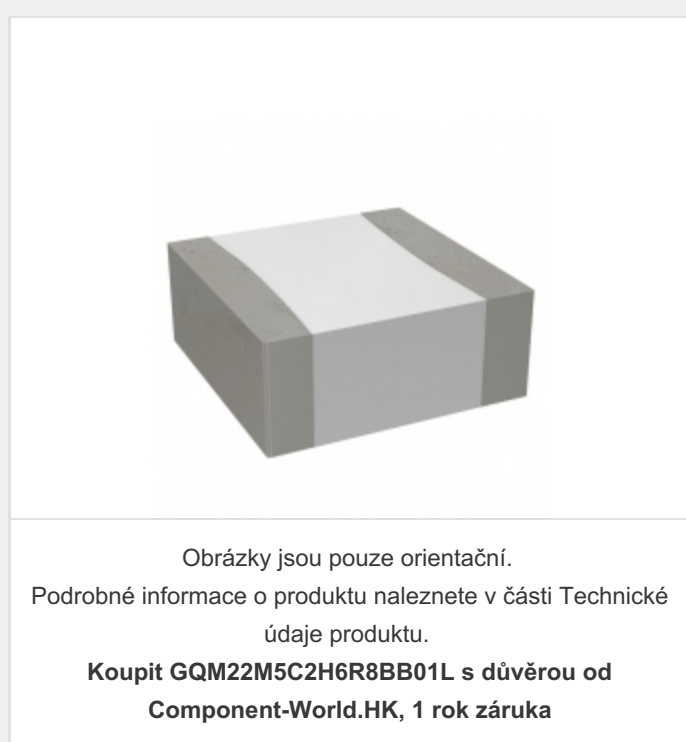 Obrázky jsou pouze orientační.
Podrobné informace o produktu naleznete v části Technické
údaje produktu.
Koupit GQM22M5C2H6R8BB01L s důvěrou od
Component-World.HK, 1 rok záruka